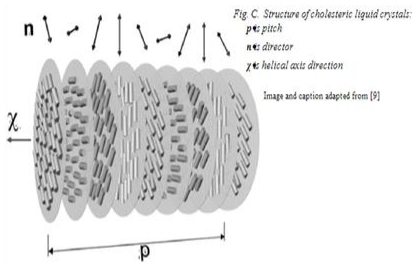 n
Fig. C. Structure of cholesteric liquid crystals:
p is pitch
n is director
χ is helical axis direction
Image and caption adapted from [9]
χ
p